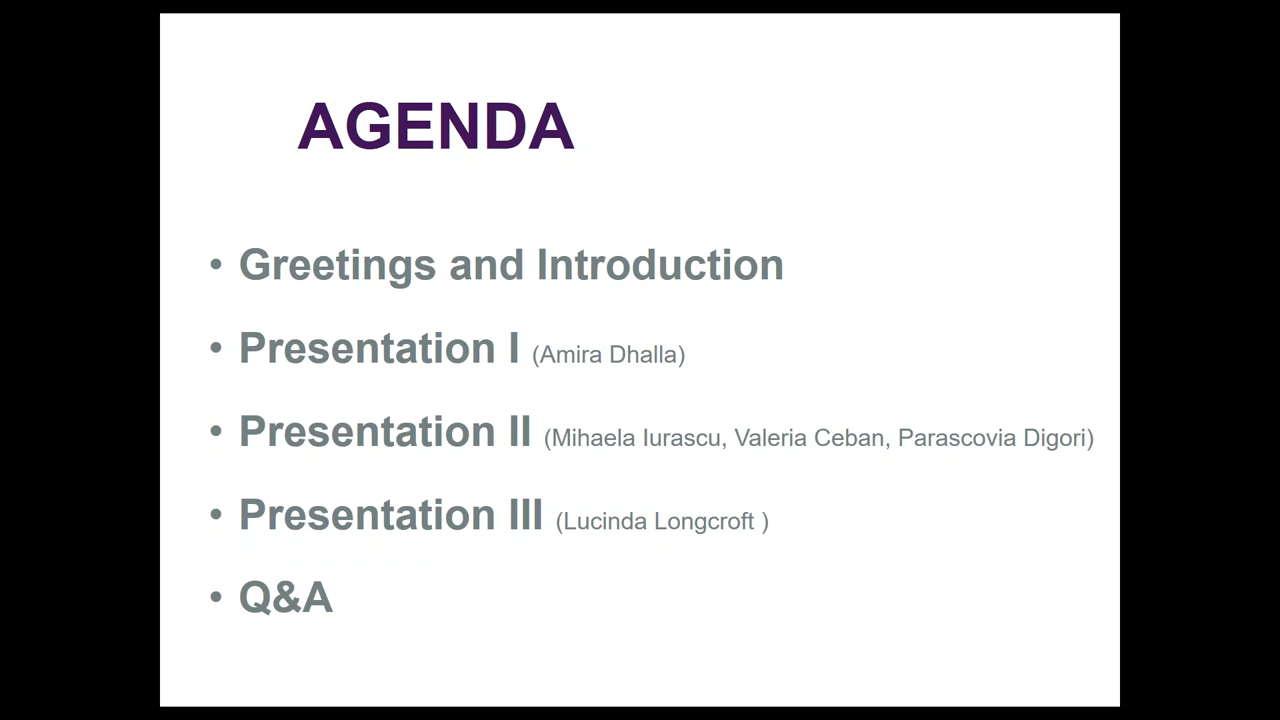 AGENDA
• Greetings and Introduction
• Presentation I (Amira Dhalla)
• Presentation II (Mihaela Iurascu, Valeria Ceban, Parascovia Digori)
• Presentation III (Lucinda Longcroft )
• Q&A